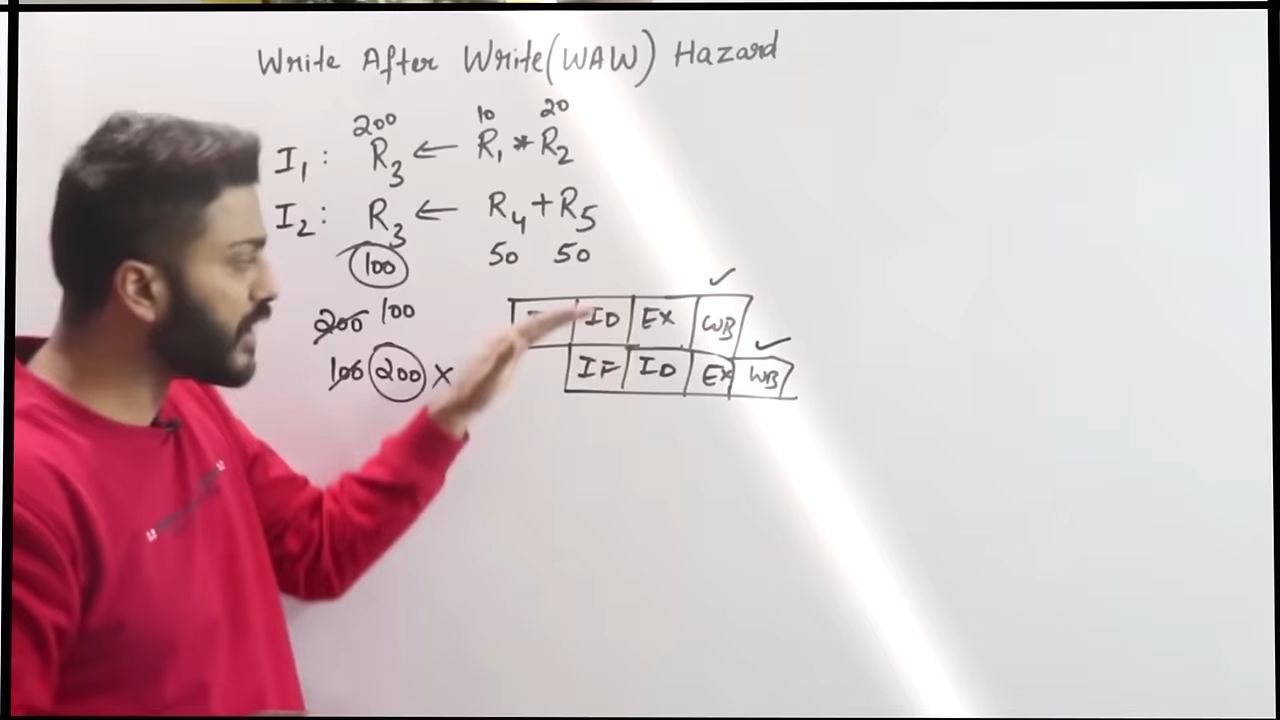 Write After Write(WAW) Hazard
200 10 20
I₁: R₃ ← R₁ * R₂
I₂: R₃ ← R₄ + R₅
100 50 50
200 100
100 200 ×
ID EX WB ✓
IF ID EX WB ✓